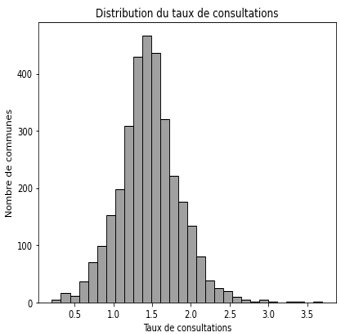 Distribution du taux de consultations
Nombre de communes
400
300
200
100
0
0.5 1.0 1.5 2.0 2.5 3.0 3.5
Taux de consultations